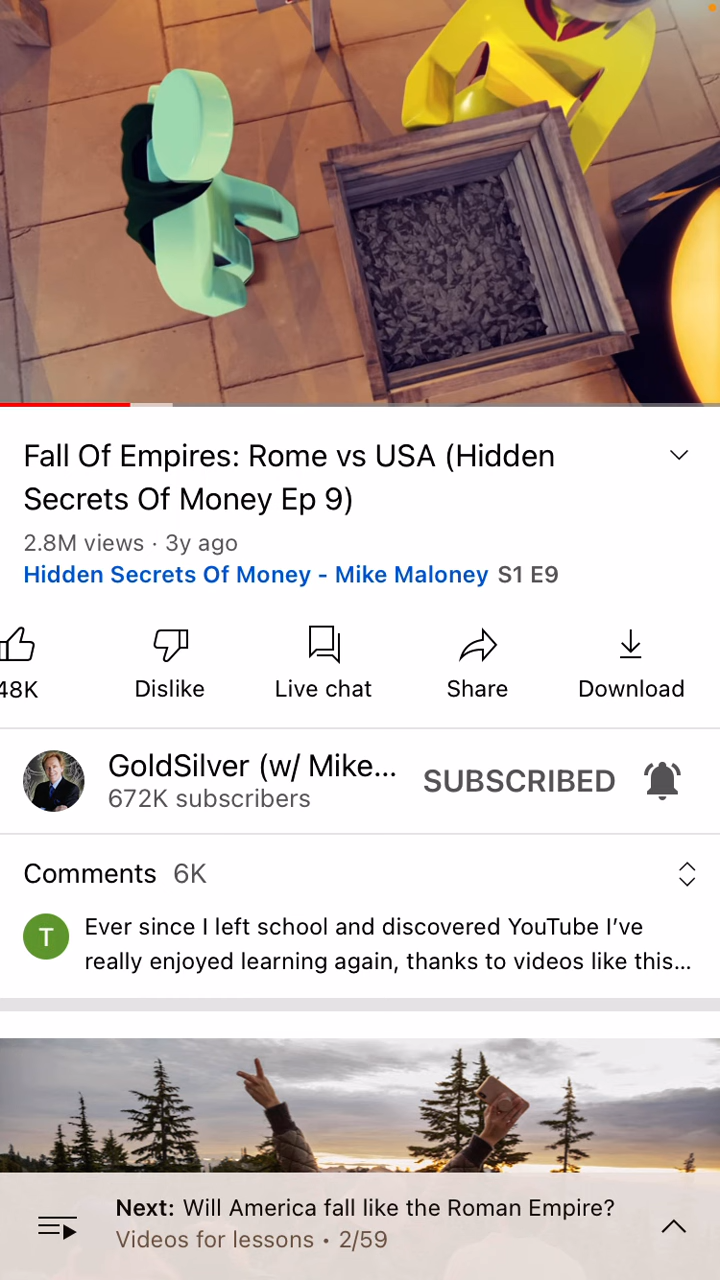 Fall Of Empires: Rome vs USA (Hidden
Secrets Of Money Ep 9)
2.8M views · 3y ago
Hidden Secrets Of Money - Mike Maloney S1 E9
48K
Dislike
Live chat
Share
Download
GoldSilver (w/ Mike...
672K subscribers
SUBSCRIBED
Comments 6K
T
Ever since I left school and discovered YouTube I’ve
really enjoyed learning again, thanks to videos like this...
Next: Will America fall like the Roman Empire?
Videos for lessons • 2/59